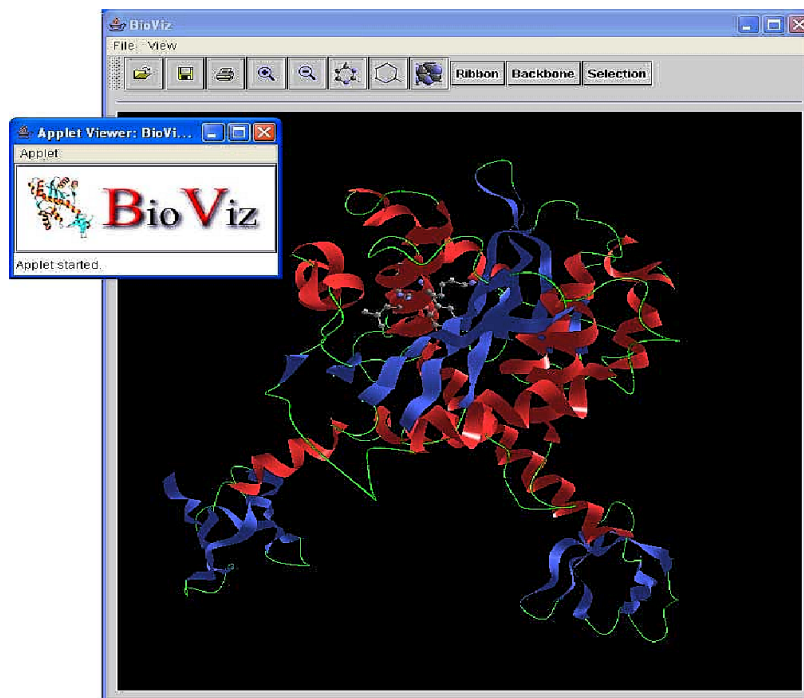 BioViz
File View
Ribbon Backbone Selection
Applet Viewer: BioVi...
Applet
BioViz
Applet started.